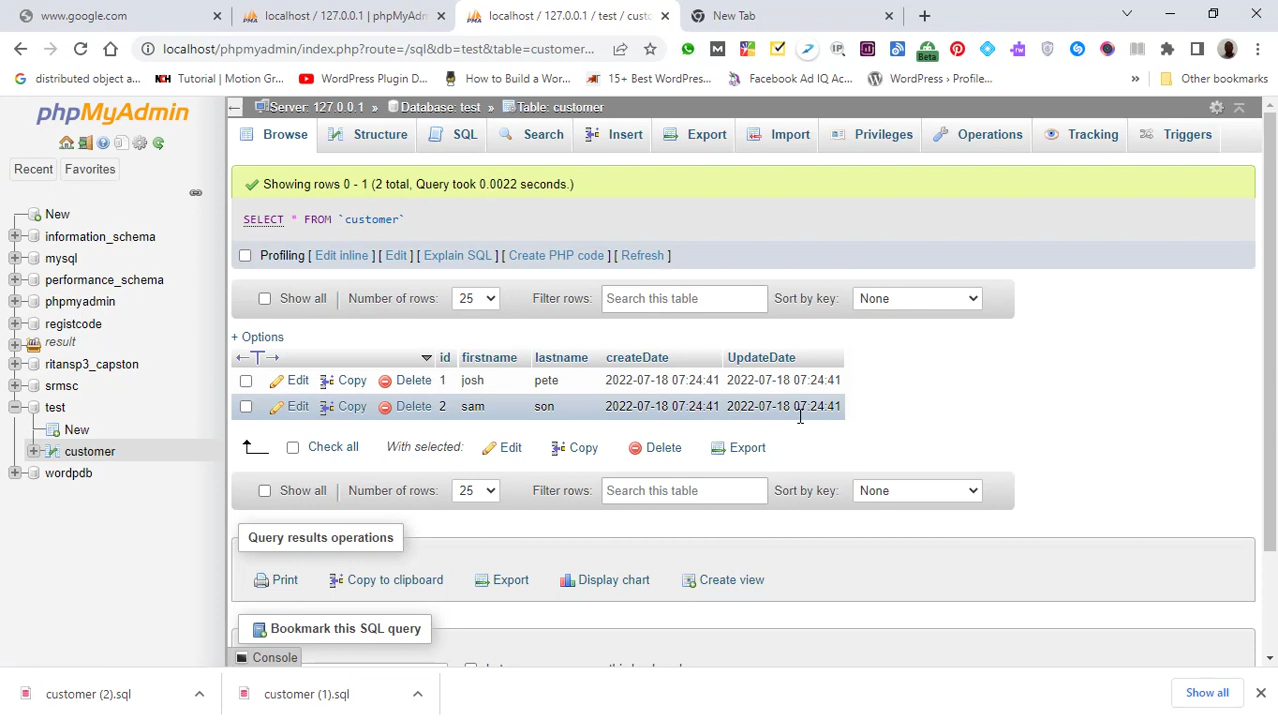 www.google.com
localhost / 127.0.0.1 | phpMyAdm
localhost / 127.0.0.1 / test / custo
New Tab
localhost/phpmyadmin/index.php?route=/sql&db=test&table=customer...
Beta
distributed object a...
Tutorial | Motion Gr...
WordPress Plugin D...
How to Build a Wor...
15+ Best WordPress...
Facebook Ad IQ Ac...
WordPress › Profile...
»
Other bookmarks
phpMyAdmin
Recent
Favorites
New
information_schema
mysql
performance_schema
phpmyadmin
registcode
result
ritansp3_capston
srmsc
test
New
customer
wordpdb
Server: 127.0.0.1 » Database: test » Table: customer
Browse
Structure
SQL
Search
Insert
Export
Import
Privileges
Operations
Tracking
Triggers
Showing rows 0 - 1 (2 total, Query took 0.0022 seconds.)
SELECT * FROM `customer`
Profiling [ Edit inline ] [ Edit ] [ Explain SQL ] [ Create PHP code ] [ Refresh ]
Show all | Number of rows: 25 Filter rows: Search this table Sort by key: None
+ Options
←T→ id firstname lastname createDate UpdateDate
Edit Copy Delete 1 josh pete 2022-07-18 07:24:41 2022-07-18 07:24:41
Edit Copy Delete 2 sam son 2022-07-18 07:24:41 2022-07-18 07:24:41
Check all With selected: Edit Copy Delete Export
Show all | Number of rows: 25 Filter rows: Search this table Sort by key: None
Query results operations
Print Copy to clipboard Export Display chart Create view
Bookmark this SQL query
Console
customer (2).sql
customer (1).sql
Show all